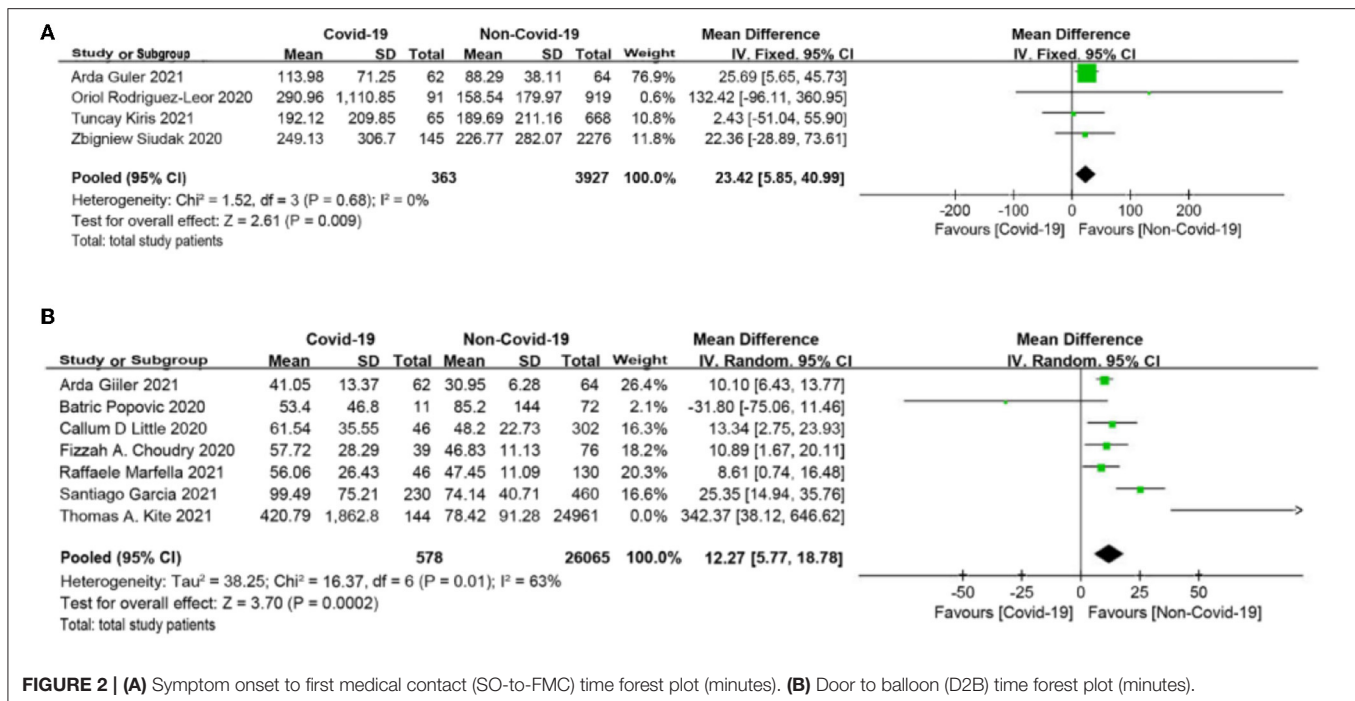 A
Covid-19 Non-Covid-19 Mean Difference Mean Difference
Study or Subgroup Mean SD Total Mean SD Total Weight IV. Fixed. 95% CI IV. Fixed. 95% CI
Arda Guler 2021 113.98 71.25 62 88.29 38.11 64 76.9% 25.69 [5.65, 45.73]
Oriol Rodriguez-Leor 2020 290.96 1,110.85 91 158.54 179.97 919 0.6% 132.42 [-96.11, 360.95]
Tuncay Kiris 2021 192.12 209.85 65 189.69 211.16 668 10.8% 2.43 [-51.04, 55.90]
Zbigniew Siudak 2020 249.13 306.7 145 226.77 282.07 2276 11.8% 22.36 [-28.89, 73.61]
Pooled (95% CI) 363 3927 100.0% 23.42 [5.85, 40.99]
Heterogeneity: Chi² = 1.52, df = 3 (P = 0.68); I² = 0%
Test for overall effect: Z = 2.61 (P = 0.009)
Total: total study patients
-200 -100 0 100 200
Favours [Covid-19] Favours [Non-Covid-19]
B
Covid-19 Non-Covid-19 Mean Difference Mean Difference
Study or Subgroup Mean SD Total Mean SD Total Weight IV. Random. 95% CI IV. Random. 95% CI
Arda Giiler 2021 41.05 13.37 62 30.95 6.28 64 26.4% 10.10 [6.43, 13.77]
Batric Popovic 2020 53.4 46.8 11 85.2 144 72 2.1% -31.80 [-75.06, 11.46]
Callum D Little 2020 61.54 35.55 46 48.2 22.73 302 16.3% 13.34 [2.75, 23.93]
Fizzah A. Choudry 2020 57.72 28.29 39 46.83 11.13 76 18.2% 10.89 [1.67, 20.11]
Raffaele Marfella 2021 56.06 26.43 46 47.45 11.09 130 20.3% 8.61 [0.74, 16.48]
Santiago Garcia 2021 99.49 75.21 230 74.14 40.71 460 16.6% 25.35 [14.94, 35.76]
Thomas A. Kite 2021 420.79 1,862.8 144 78.42 91.28 24961 0.0% 342.37 [38.12, 646.62]
Pooled (95% CI) 578 26065 100.0% 12.27 [5.77, 18.78]
Heterogeneity: Tau² = 38.25; Chi² = 16.37, df = 6 (P = 0.01); I² = 63%
Test for overall effect: Z = 3.70 (P = 0.0002)
Total: total study patients
-50 -25 0 25 50
Favours [Covid-19] Favours [Non-Covid-19]
FIGURE 2 | (A) Symptom onset to first medical contact (SO-to-FMC) time forest plot (minutes). (B) Door to balloon (D2B) time forest plot (minutes).